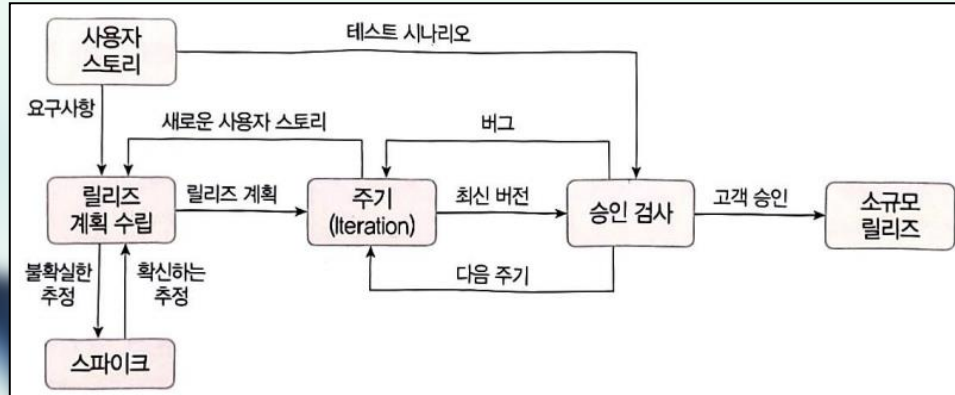 사용자
스토리
테스트 시나리오
요구사항
새로운 사용자 스토리
버그
릴리즈
계획 수립
릴리즈 계획
주기
(Iteration)
최신 버전
승인 검사
고객 승인
소규모
릴리즈
불확실한
추정
확신하는
추정
다음 주기
스파이크